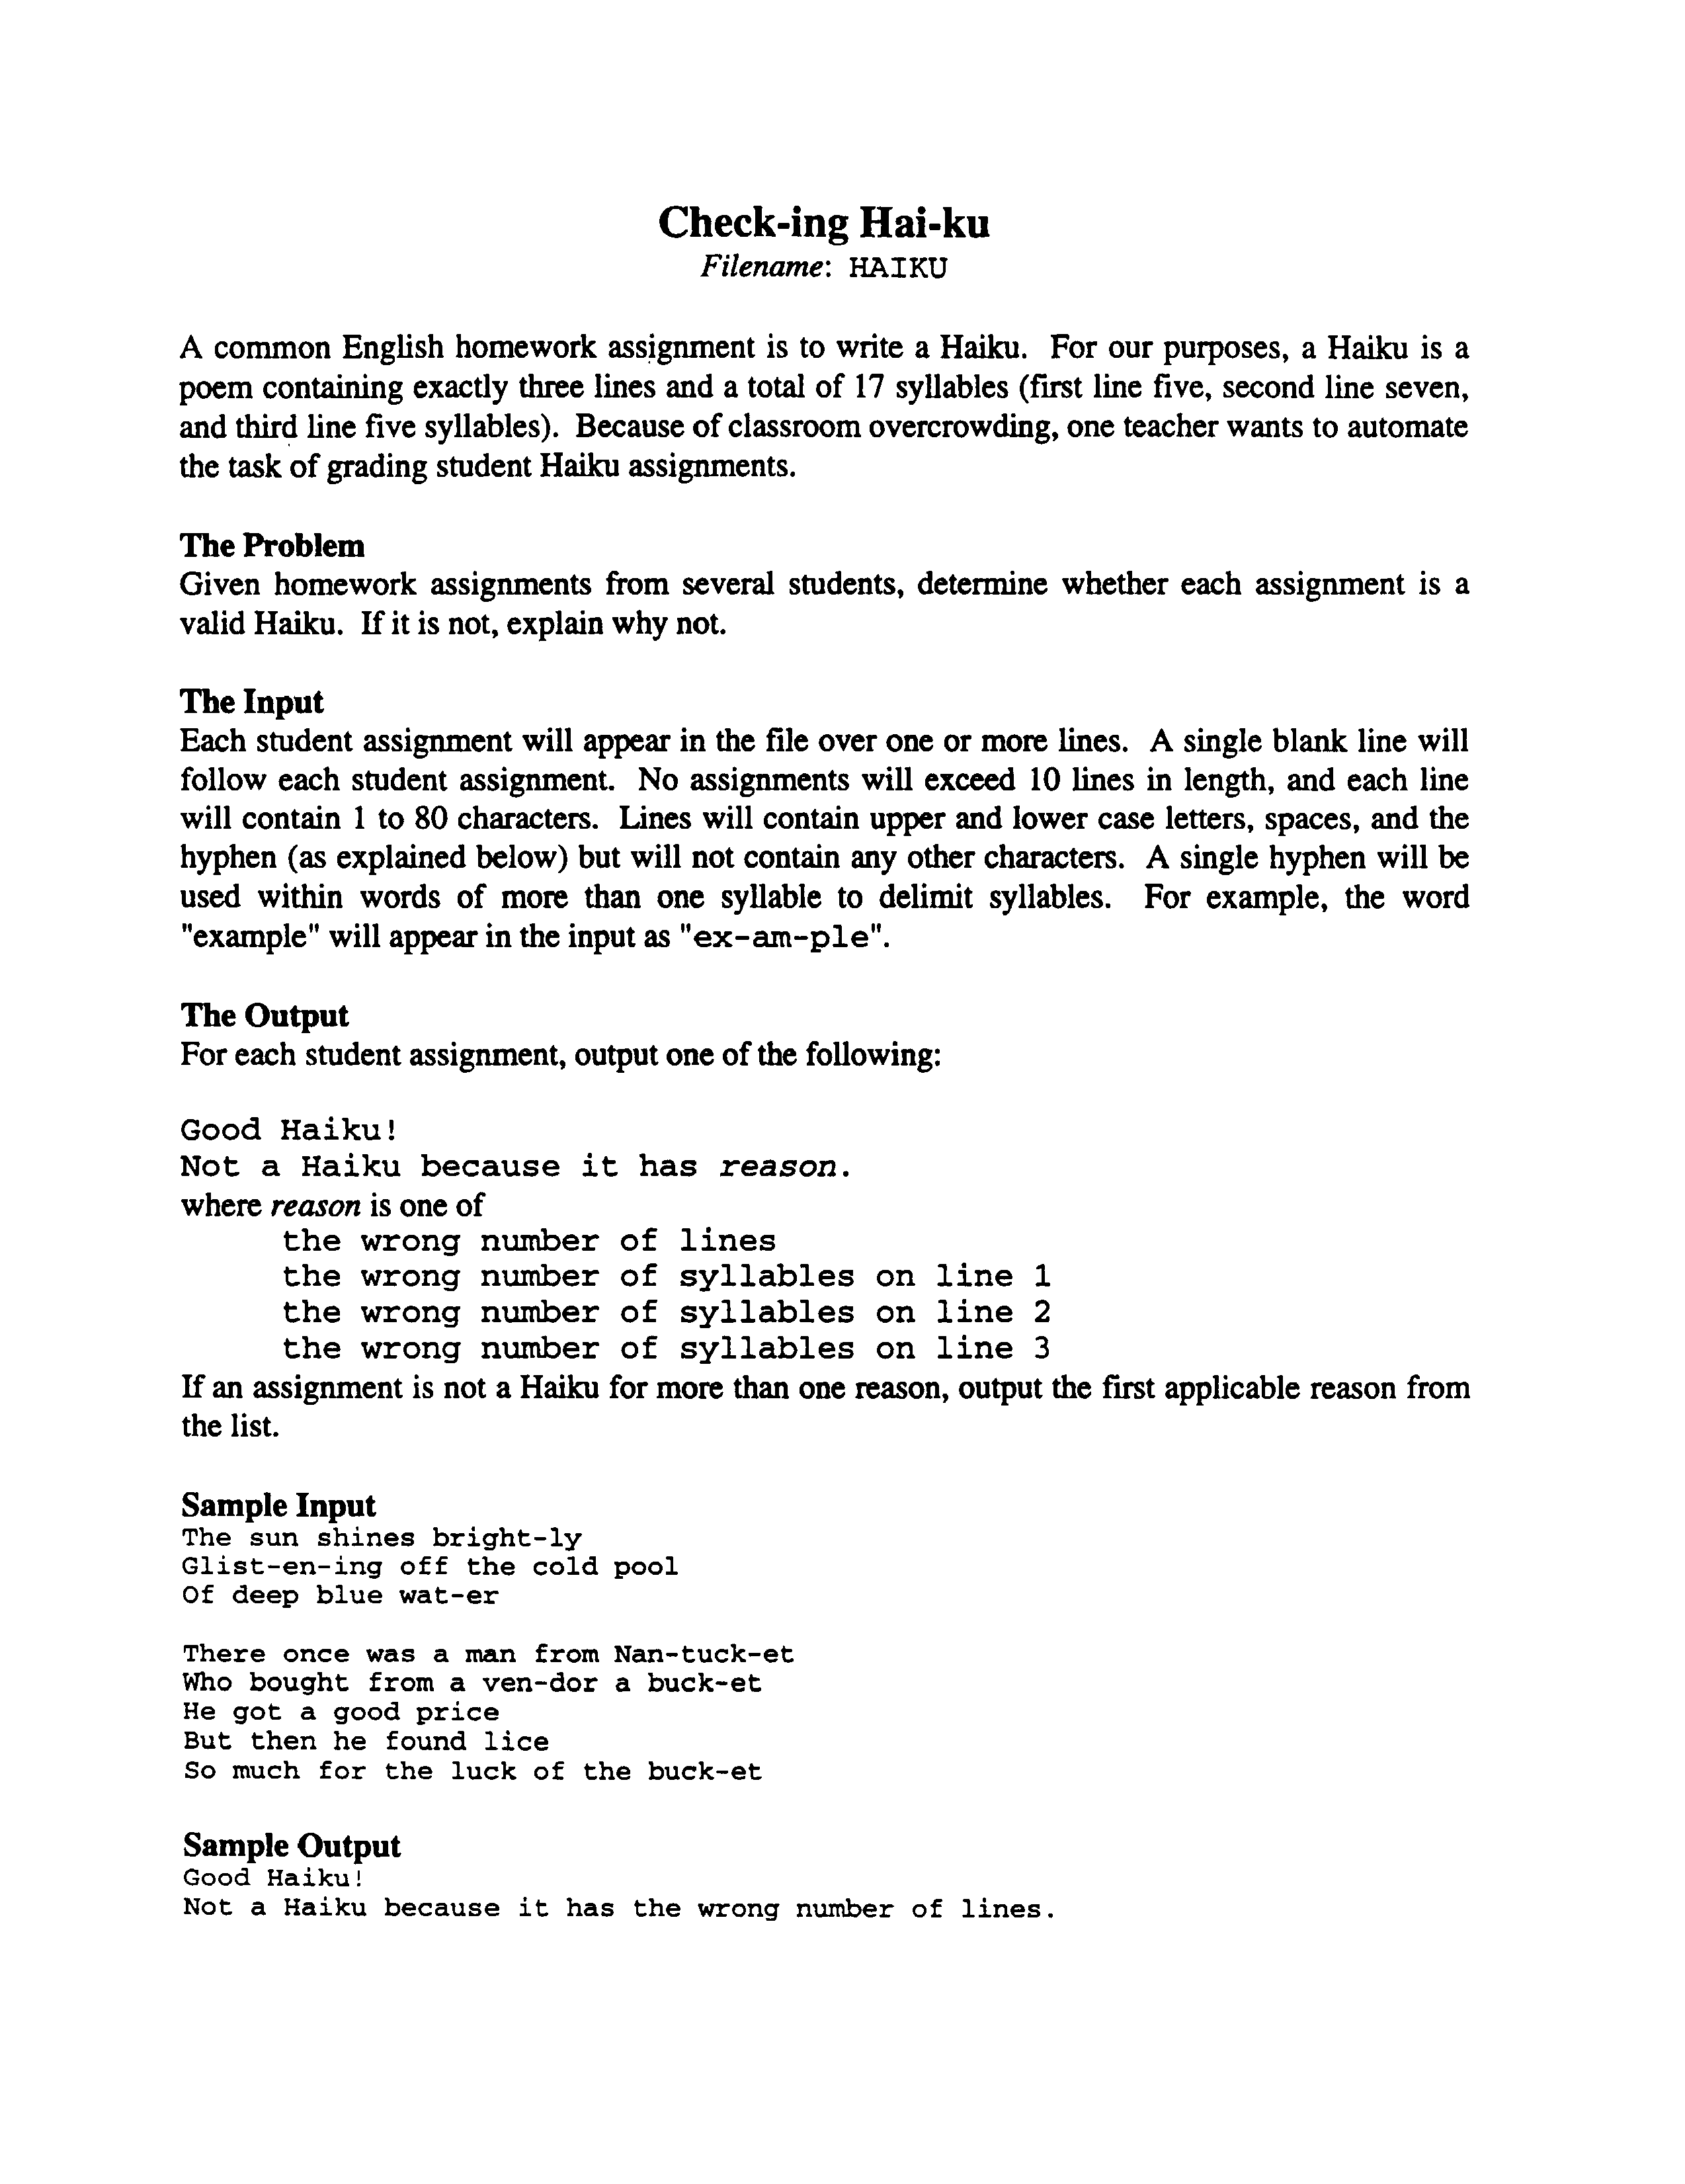 Check-ing Hai-ku
Filename: HAIKU
A common English homework assignment is to write a Haiku. For our purposes, a Haiku is a
poem containing exactly three lines and a total of 17 syllables (first line five, second line seven,
and third line five syllables). Because of classroom overcrowding, one teacher wants to automate
the task of grading student Haiku assignments.
The Problem
Given homework assignments from several students, determine whether each assignment is a
valid Haiku. If it is not, explain why not.
The Input
Each student assignment will appear in the file over one or more lines. A single blank line will
follow each student assignment. No assignments will exceed 10 lines in length, and each line
will contain 1 to 80 characters. Lines will contain upper and lower case letters, spaces, and the
hyphen (as explained below) but will not contain any other characters. A single hyphen will be
used within words of more than one syllable to delimit syllables. For example, the word
"example" will appear in the input as "ex-am-ple".
The Output
For each student assignment, output one of the following:
Good Haiku!
Not a Haiku because it has reason.
where reason is one of
the wrong number of lines
the wrong number of syllables on line 1
the wrong number of syllables on line 2
the wrong number of syllables on line 3
If an assignment is not a Haiku for more than one reason, output the first applicable reason from
the list.
Sample Input
The sun shines bright-ly
Glist-en-ing off the cold pool
Of deep blue wat-er
There once was a man from Nan-tuck-et
Who bought from a ven-dor a buck-et
He got a good price
But then he found lice
So much for the luck of the buck-et
Sample Output
Good Haiku!
Not a Haiku because it has the wrong number of lines.